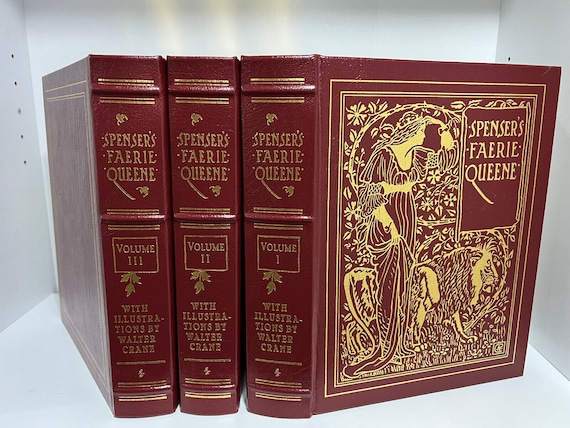 SPENSER'S
FAERIE
QUEENE
VOLUME
III
WITH
ILLUSTRA-
TIONS BY
WALTER
CRANE
SPENSER'S
FAERIE
QUEENE
VOLUME
II
WITH
ILLUSTRA-
TIONS BY
WALTER
CRANE
SPENSER'S
FAERIE
QUEENE
VOLUME
I
WITH
ILLUSTRA-
TIONS BY
WALTER
CRANE
SPENSER'S
FAERIE
QUEENE